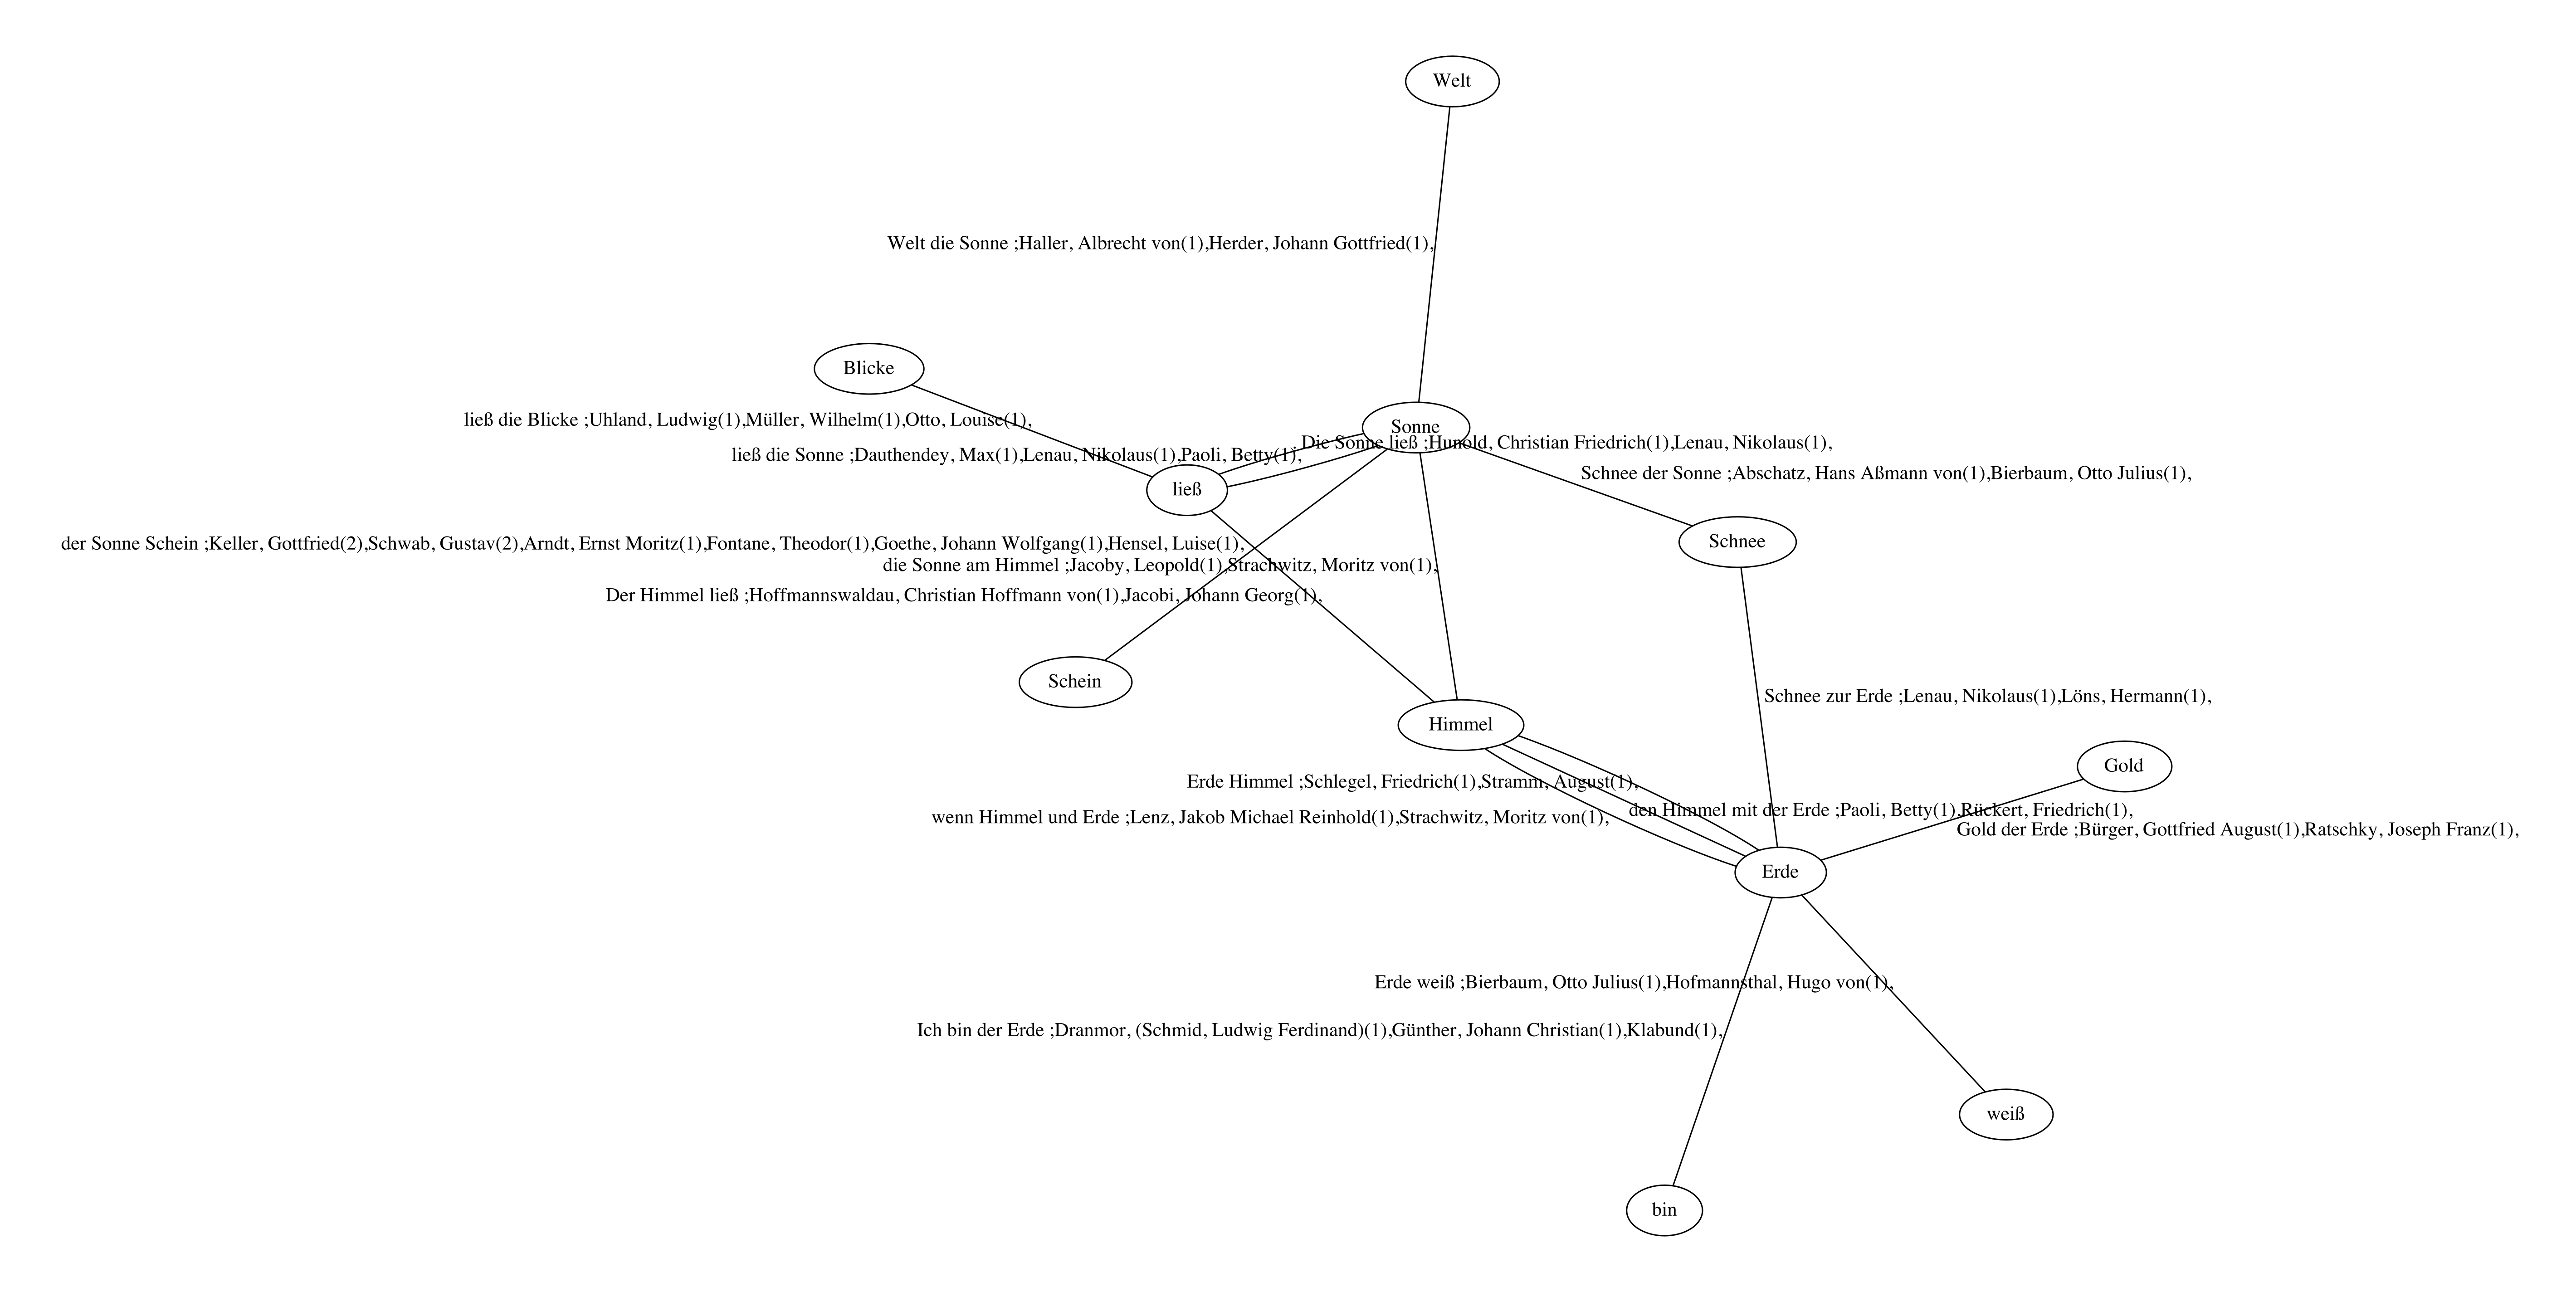 Welt
Welt die Sonne ;Haller, Albrecht von(1),Herder, Johann Gottfried(1),
Blicke
ließ die Blicke ;Uhland, Ludwig(1),Müller, Wilhelm(1),Otto, Louise(1),
Sonne
Die Sonne ließ ;Hunold, Christian Friedrich(1),Lenau, Nikolaus(1),
ließ die Sonne ;Dauthendey, Max(1),Lenau, Nikolaus(1),Paoli, Betty(1),
Schnee der Sonne ;Abschatz, Hans Aßmann von(1),Bierbaum, Otto Julius(1),
ließ
Schnee
der Sonne Schein ;Keller, Gottfried(2),Schwab, Gustav(2),Arndt, Ernst Moritz(1),Fontane, Theodor(1),Goethe, Johann Wolfgang(1),Hensel, Luise(1),
die Sonne am Himmel ;Jacoby, Leopold(1),Strachwitz, Moritz von(1),
Der Himmel ließ ;Hoffmannswaldau, Christian Hoffmann von(1),Jacobi, Johann Georg(1),
Schein
Schnee zur Erde ;Lenau, Nikolaus(1),Löns, Hermann(1),
Himmel
Gold
Erde Himmel ;Schlegel, Friedrich(1),Stramm, August(1),
den Himmel mit der Erde ;Paoli, Betty(1),Rückert, Friedrich(1),
wenn Himmel und Erde ;Lenz, Jakob Michael Reinhold(1),Strachwitz, Moritz von(1),
Gold der Erde ;Bürger, Gottfried August(1),Ratschky, Joseph Franz(1),
Erde
Erde weiß ;Bierbaum, Otto Julius(1),Hofmannsthal, Hugo von(1),
Ich bin der Erde ;Dranmor, (Schmid, Ludwig Ferdinand)(1),Günther, Johann Christian(1),Klabund(1),
weiß
bin